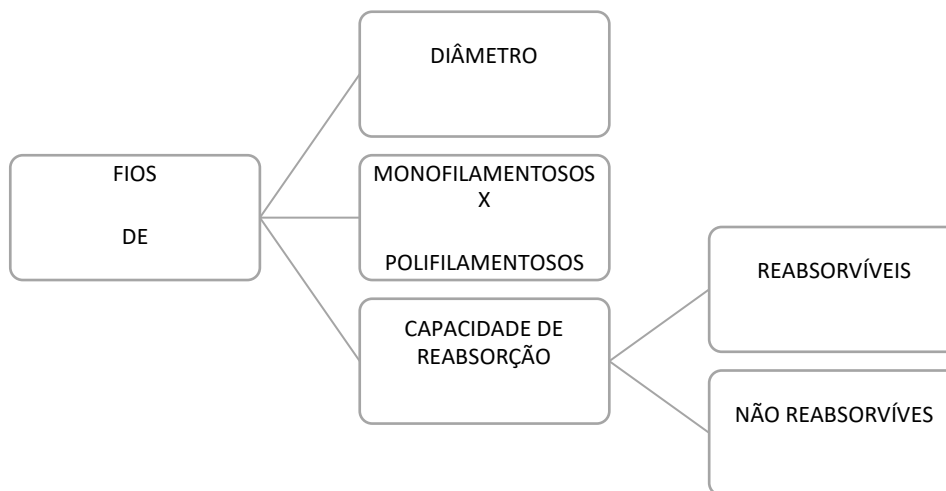 DIÂMETRO
FIOS
DE
MONOFILAMENTOSOS
X
POLIFILAMENTOSOS
CAPACIDADE DE
REABSORÇÃO
REABSORVÍVEIS
NÃO REABSORVÍVES